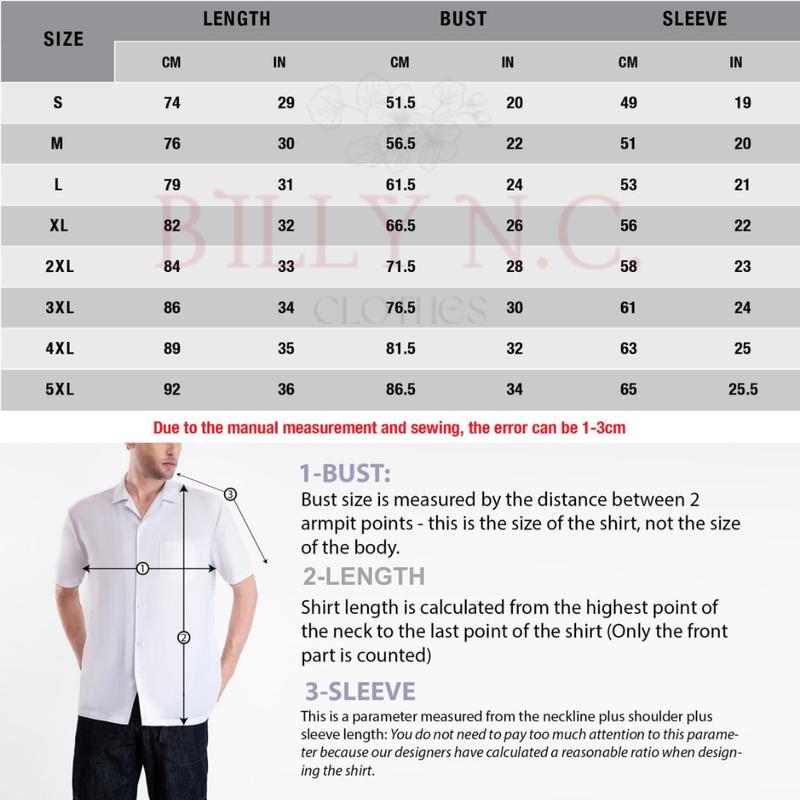 SIZE LENGTH BUST SLEEVE
CM IN CM IN CM IN
S 74 29 51.5 20 49 19
M 76 30 56.5 22 51 20
L 79 31 61.5 24 53 21
XL 82 32 66.5 26 56 22
2XL 84 33 71.5 28 58 23
3XL 86 34 76.5 30 61 24
4XL 89 35 81.5 32 63 25
5XL 92 36 86.5 34 65 25.5
BILLY N.C.
CLOTHES
Due to the manual measurement and sewing, the error can be 1-3cm
1
2
3
1-BUST:
Bust size is measured by the distance between 2
armpit points - this is the size of the shirt, not the size
of the body.
2-LENGTH
Shirt length is calculated from the highest point of
the neck to the last point of the shirt (Only the front
part is counted)
3-SLEEVE
This is a parameter measured from the neckline plus shoulder plus
sleeve length: You do not need to pay too much attention to this parame-
ter because our designers have calculated a reasonable ratio when design-
ing the shirt.